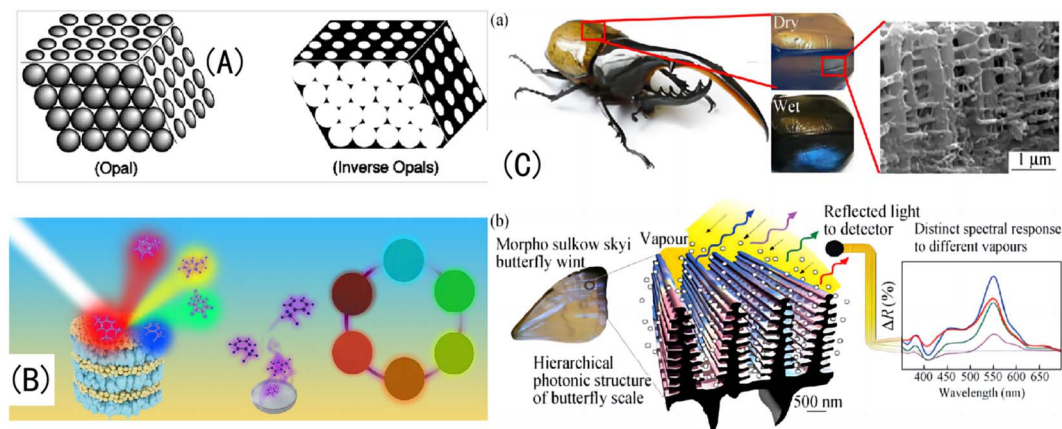 (A)
(Opal)
(Inverse Opals)
(B)
(a)
Dry
Wet
1 μm
(C)
(b)
Morpho sulkow skyi
butterfly wint
Vapour
Hierarchical
photonic structure
of butterfly scale
500 nm
Reflected light
to detector
Distinct spectral response
to different vapours
ΔR (%)
400 450 500 550 600 650
Wavelength (nm)